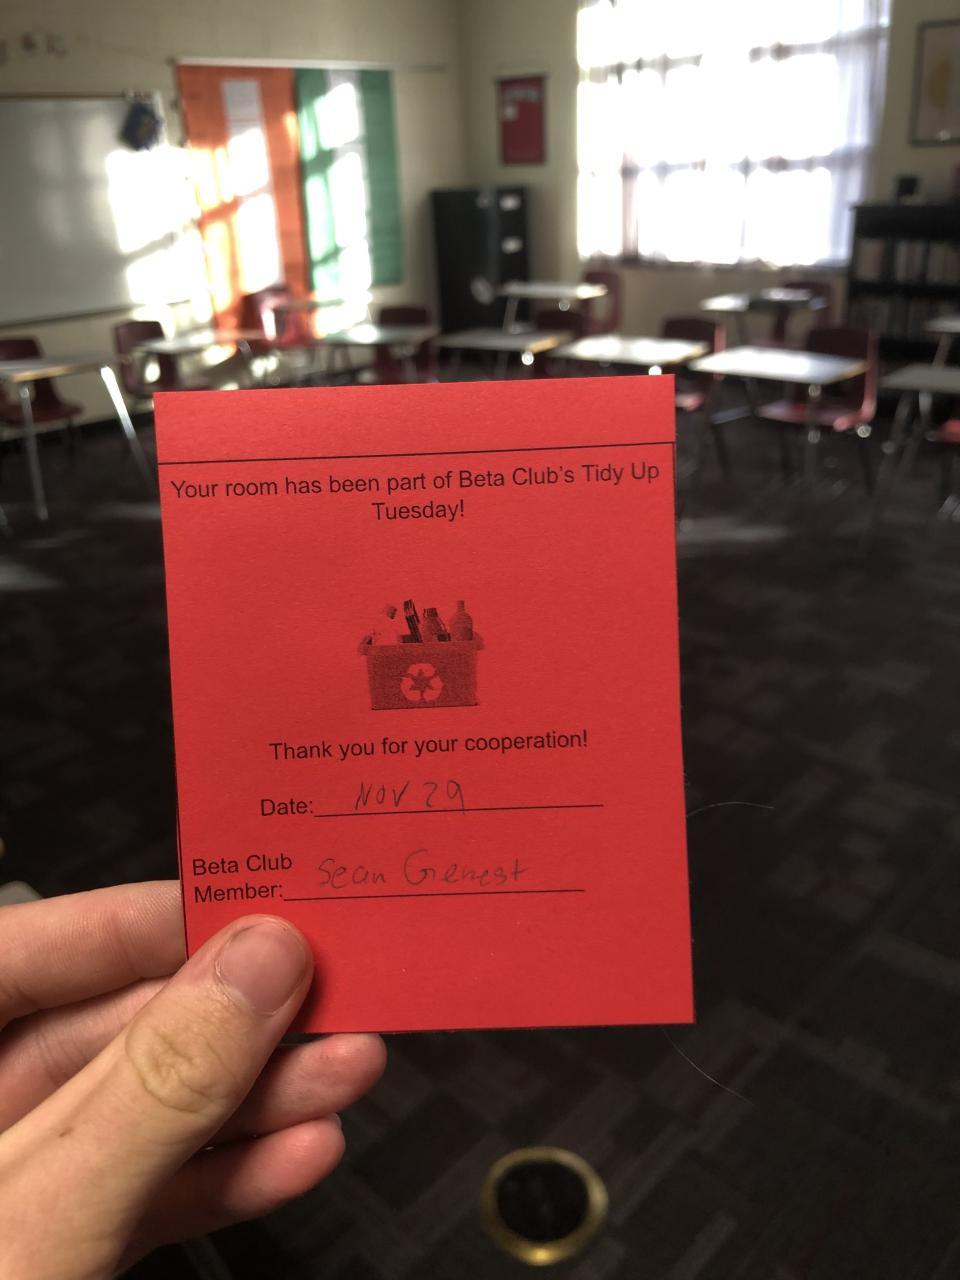 Your room has been part of Beta Club's Tidy Up
Tuesday!
Thank you for your cooperation!
Date: Nov 29
Beta Club
Member: Sean Genest